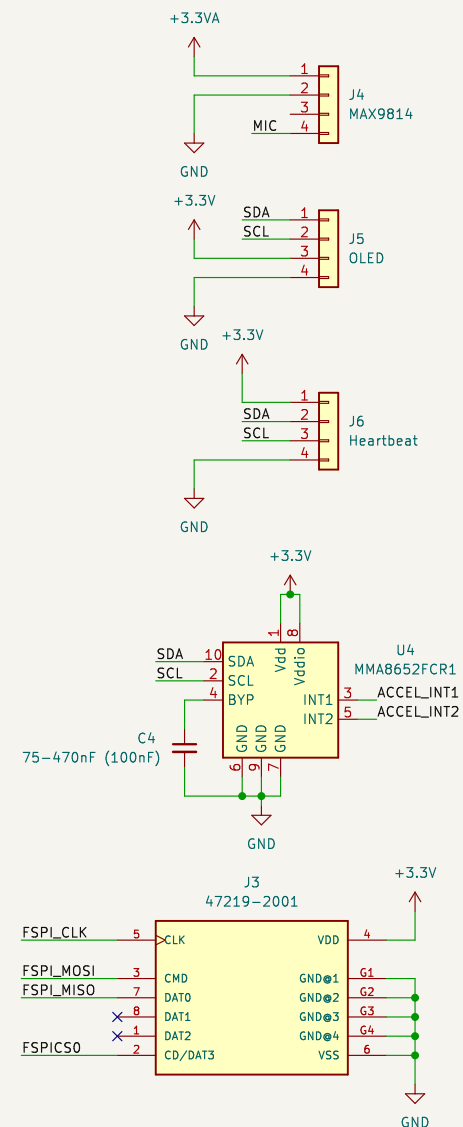 +3.3VA
1
2
3
MIC 4
J4
MAX9814
GND
+3.3V
SDA 1
SCL 2
3
4
J5
OLED
GND
+3.3V
1
SDA 2
SCL 3
4
J6
Heartbeat
GND
+3.3V
1 8
Vdd Vddio
U4
MMA8652FCR1
SDA 10 SDA
SCL 2 SCL
4 BYP
INT1 3 ACCEL_INT1
INT2 5 ACCEL_INT2
GND GND GND
6 9 7
C4
75-470nF (100nF)
GND
J3
47219-2001
+3.3V
FSPI_CLK 5 CLK VDD 4
FSPI_MOSI 3 CMD GND@1 G1
FSPI_MISO 7 DAT0 GND@2 G2
8 DAT1 GND@3 G3
1 DAT2 GND@4 G4
FSPICS0 2 CD/DAT3 VSS 6
GND